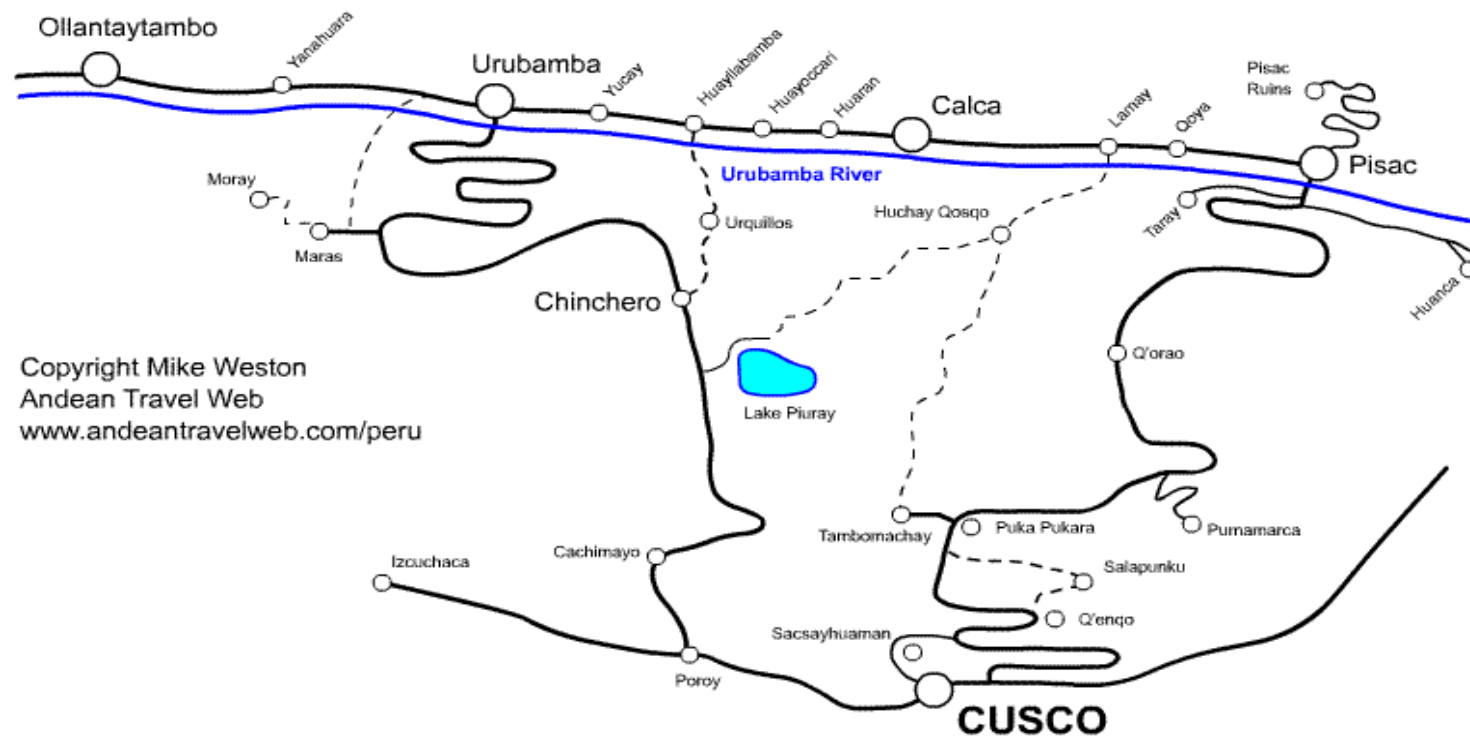 Ollantaytambo
Yanahuara
Urubamba
Yucay
Huayllabamba
Huayoccari
Huaran
Calca
Lamay
Qoya
Pisac
Ruins
Pisac
Urubamba River
Moray
Maras
Urquillos
Huchay Qosqo
Taray
Huanca
Chinchero
Q'orao
Copyright Mike Weston
Andean Travel Web
www.andeantravelweb.com/peru
Lake Piuray
Tambomachay
Puka Pukara
Pumamarca
Izcuchaca
Cachimayo
Salapunku
Q'enqo
Sacsayhuaman
Poroy
CUSCO